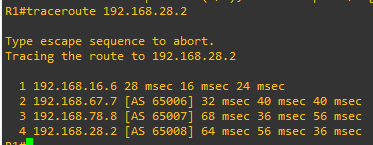 R1#traceroute 192.168.28.2
Type escape sequence to abort.
Tracing the route to 192.168.28.2
1 192.168.16.6 28 msec 16 msec 24 msec
2 192.168.67.7 [AS 65006] 32 msec 40 msec 40 msec
3 192.168.78.8 [AS 65007] 68 msec 36 msec 56 msec
4 192.168.28.2 [AS 65008] 64 msec 56 msec 36 msec
R1#